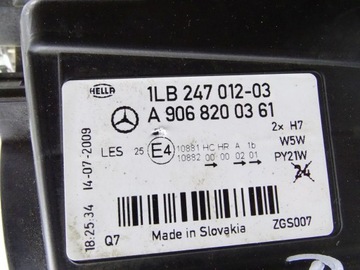 HELLA
1LB 247 012-03
A 906 820 03 61
2x H7
W5W
PY21W
24
LES 25 E4
10881 HC HR A 1b
10882 00 00 02 01
18:25:34 14-07-2009
Q7 Made in Slovakia ZGS007